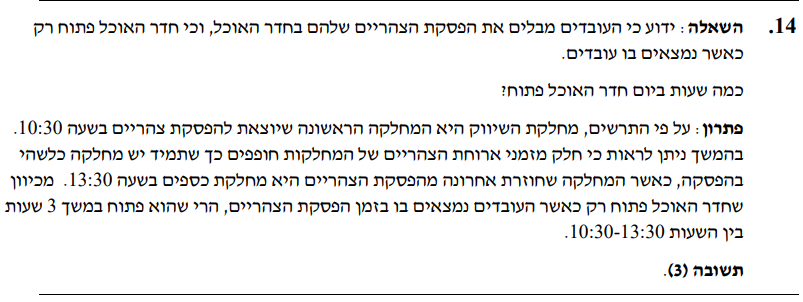 14. השאלה: ידוע כי העובדים מבלים את הפסקת הצהריים שלהם בחדר האוכל, וכי חדר האוכל פתוח רק
כאשר נמצאים בו עובדים.
כמה שעות ביום חדר האוכל פתוח?
פתרון: על פי התרשים, מחלקת השיווק היא המחלקה הראשונה שיוצאת להפסקת צהריים בשעה 10:30.
בהמשך ניתן לראות כי חלק מזמני ארוחת הצהריים של המחלקות חופפים כך שתמיד יש מחלקה כלשהי
בהפסקה, כאשר המחלקה שחוזרת אחרונה מהפסקת הצהריים היא מחלקת כספים בשעה 13:30. מכיוון
שחדר האוכל פתוח רק כאשר העובדים נמצאים בו בזמן הפסקת הצהריים, הרי שהוא פתוח במשך 3 שעות
בין השעות 10:30-13:30.
תשובה (3).